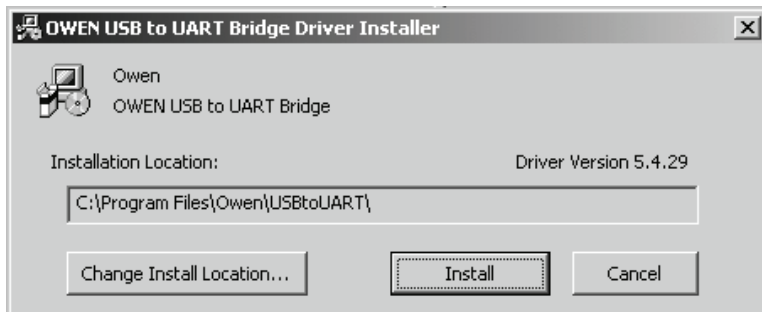 OWEN USB to UART Bridge Driver Installer
Owen
OWEN USB to UART Bridge
Installation Location: Driver Version 5.4.29
C:\Program Files\Owen\USBtoUART\
Change Install Location... Install Cancel